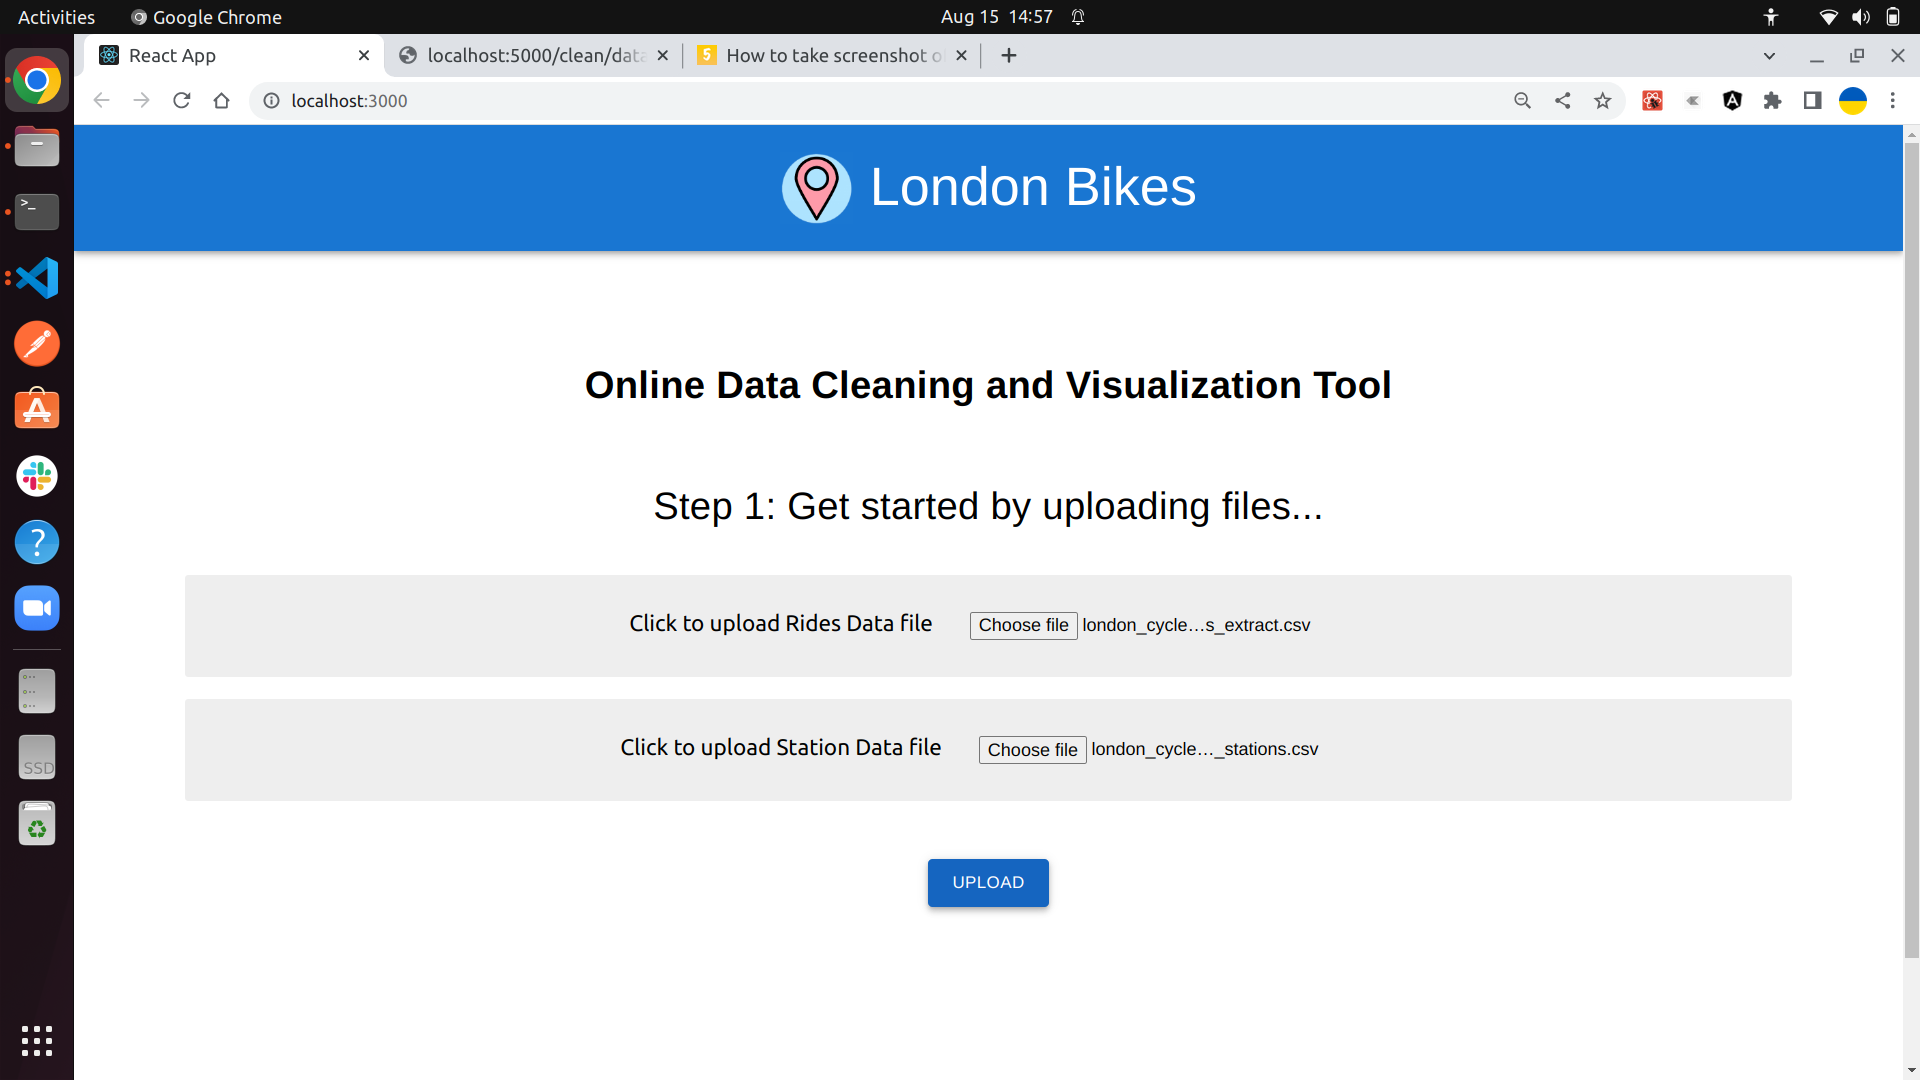 Activities
Google Chrome
Aug 15 14:57
React App
localhost:5000/clean/data
5
How to take screenshot o
localhost:3000
London Bikes
Online Data Cleaning and Visualization Tool
Step 1: Get started by uploading files...
Click to upload Rides Data file
Choose file london_cycle…s_extract.csv
Click to upload Station Data file
Choose file london_cycle…_stations.csv
UPLOAD
>_
?
SSD